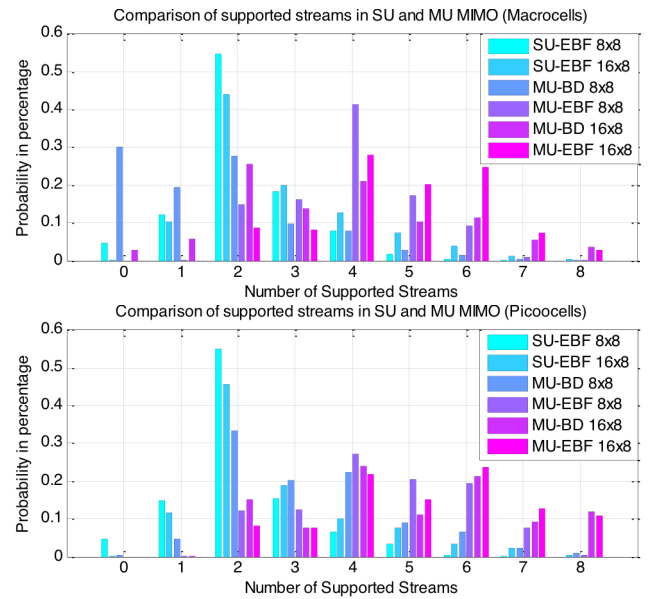 Comparison of supported streams in SU and MU MIMO (Macrocells)
Probability in percentage
0.6
0.5
0.4
0.3
0.2
0.1
0
SU-EBF 8x8
SU-EBF 16x8
MU-BD 8x8
MU-EBF 8x8
MU-BD 16x8
MU-EBF 16x8
0 1 2 3 4 5 6 7 8
Number of Supported Streams
Comparison of supported streams in SU and MU MIMO (Picoocells)
Probability in percentage
0.6
0.5
0.4
0.3
0.2
0.1
0
SU-EBF 8x8
SU-EBF 16x8
MU-BD 8x8
MU-EBF 8x8
MU-BD 16x8
MU-EBF 16x8
0 1 2 3 4 5 6 7 8
Number of Supported Streams